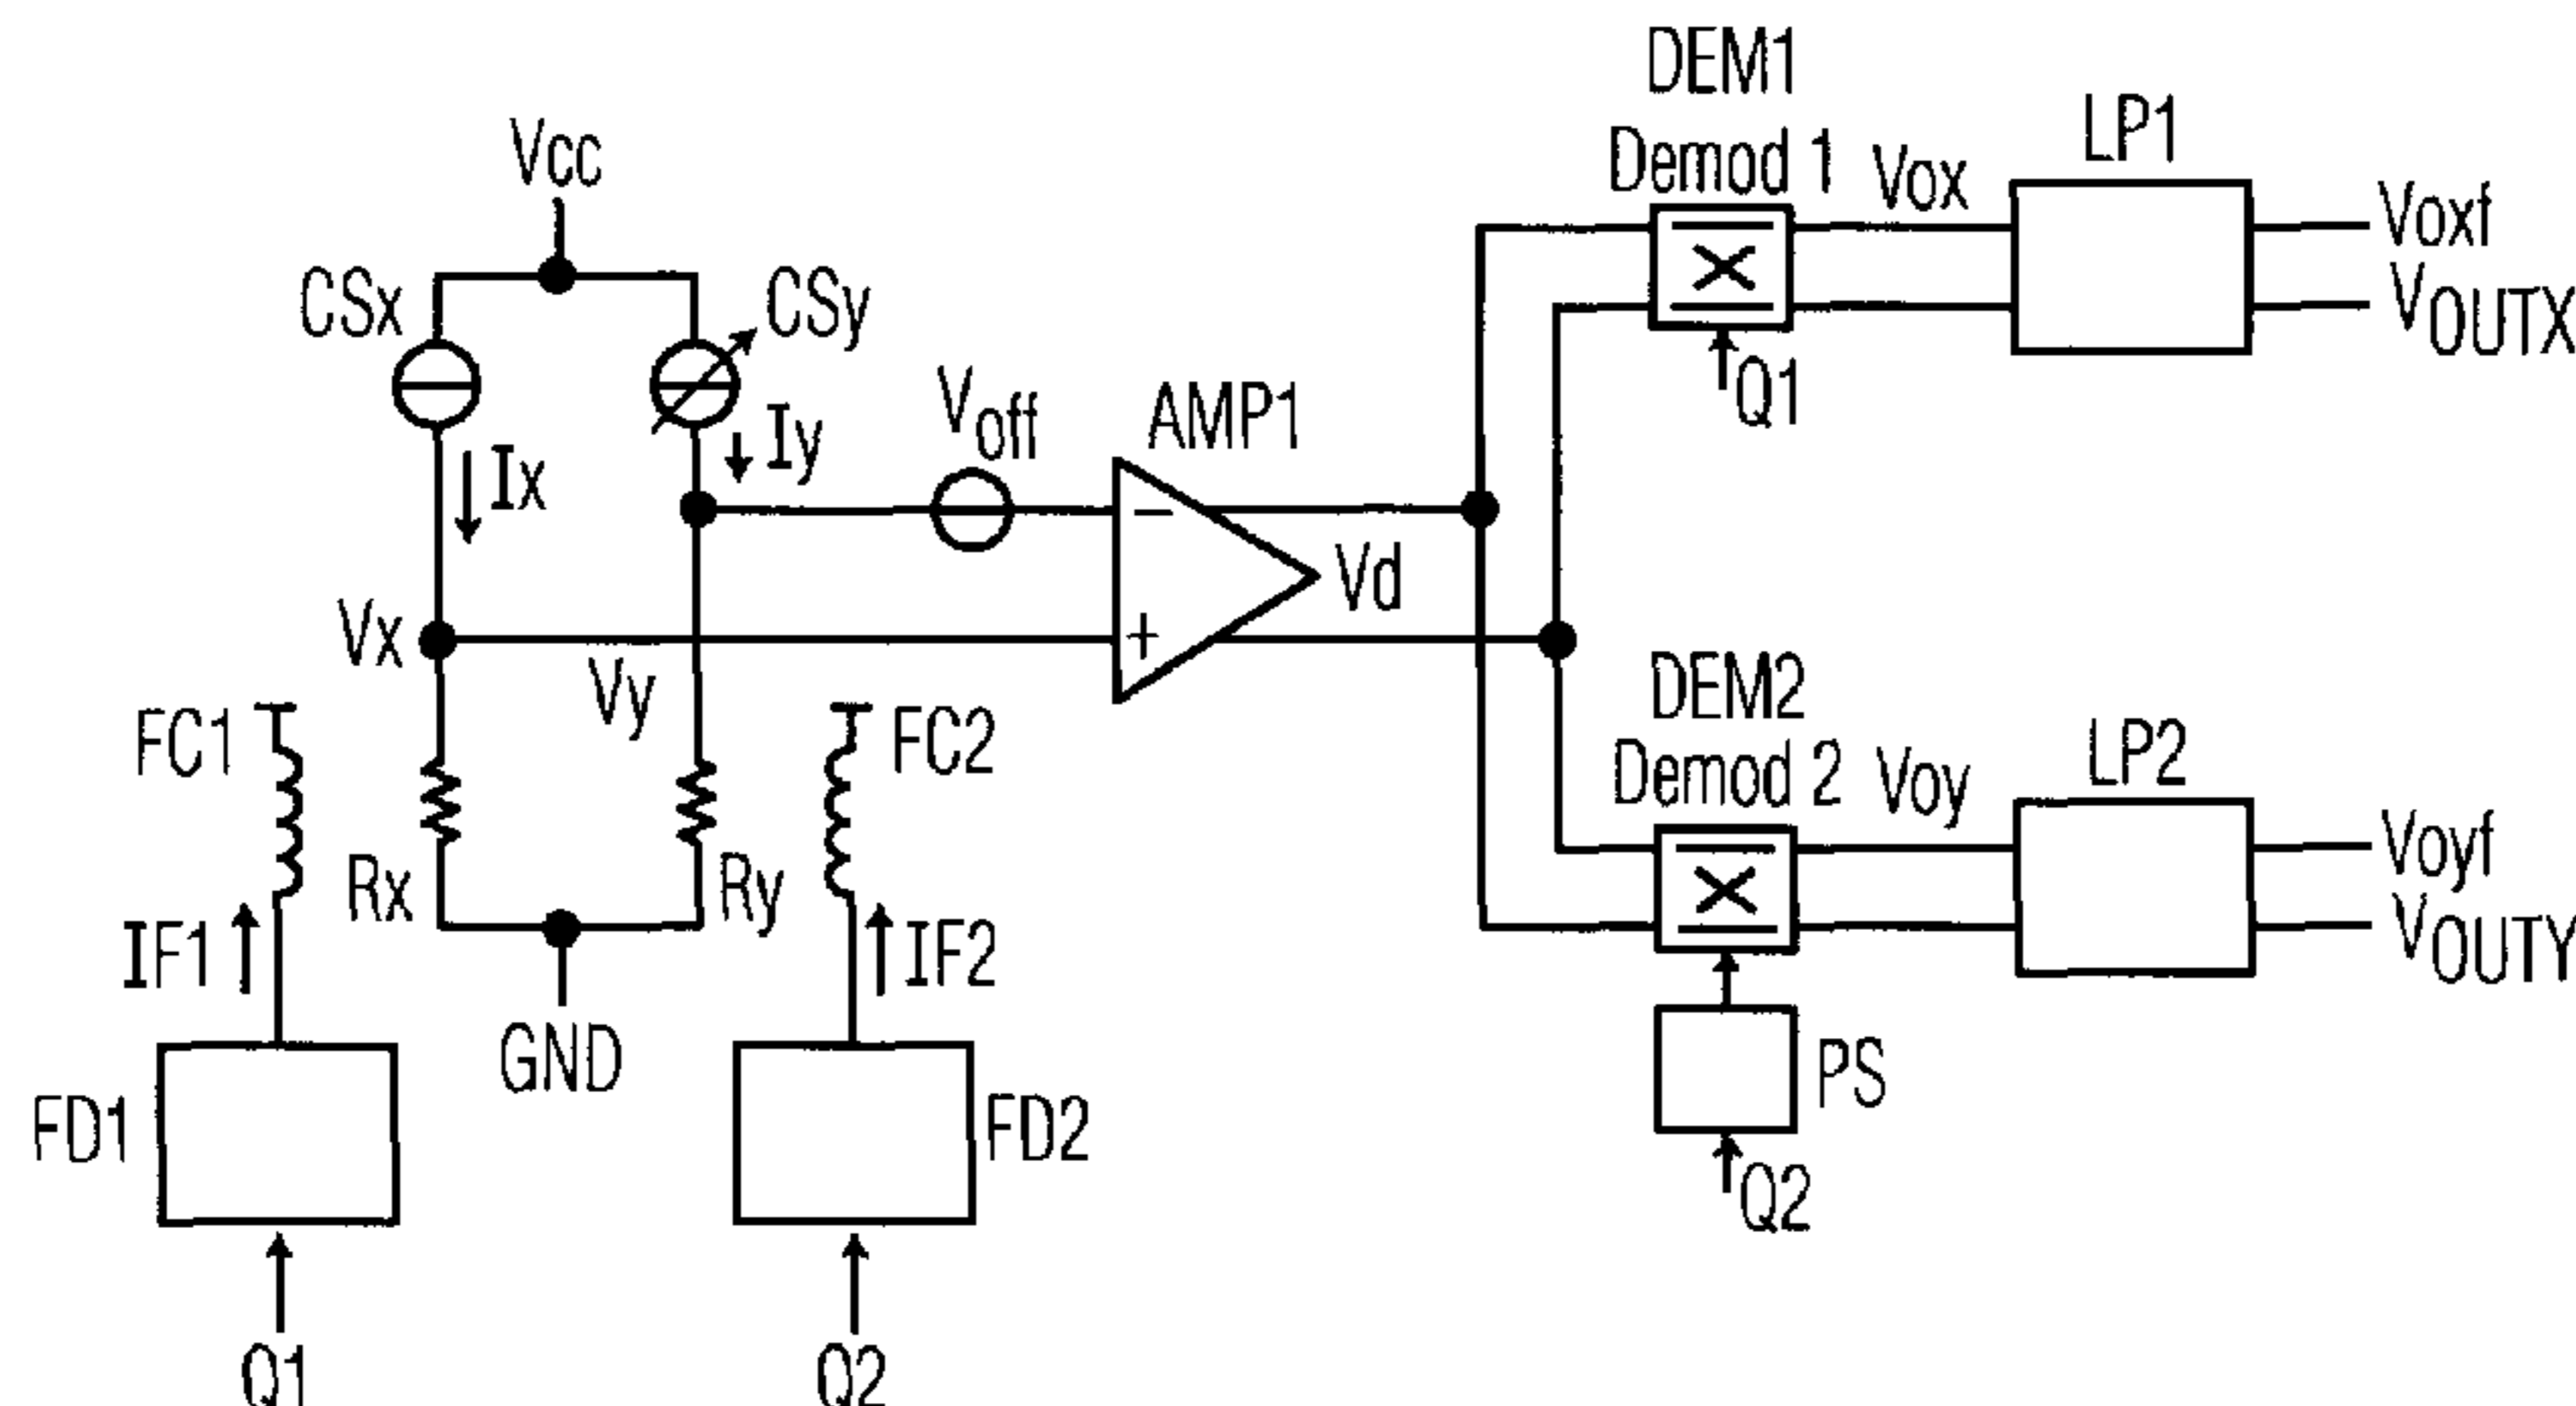 DEM1
Demod 1
LP1
Vcc
Vox
Voxf
VOUTX
CSx
CSy
Q1
Voff
AMP1
Ix
Iy
−
Vd
Vx
+
Vy
FC1
FC2
DEM2
Demod 2
LP2
Voy
Voyf
VOUTY
Rx
Ry
IF1
IF2
GND
PS
FD1
FD2
Q2
Q1
Q2